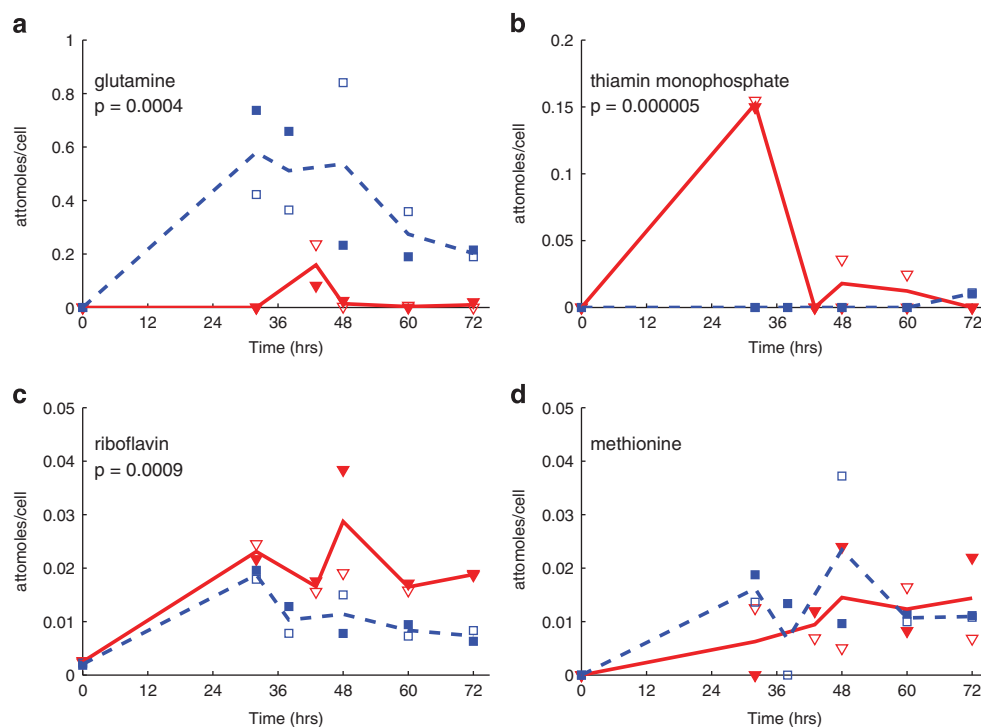 a
glutamine
p = 0.0004
attomoles/cell
1
0.8
0.6
0.4
0.2
0
0 12 24 36 48 60 72
Time (hrs)
b
thiamin monophosphate
p = 0.000005
attomoles/cell
0.2
0.15
0.1
0.05
0
0 12 24 36 48 60 72
Time (hrs)
c
riboflavin
p = 0.0009
attomoles/cell
0.05
0.04
0.03
0.02
0.01
0
0 12 24 36 48 60 72
Time (hrs)
d
methionine
attomoles/cell
0.05
0.04
0.03
0.02
0.01
0
0 12 24 36 48 60 72
Time (hrs)